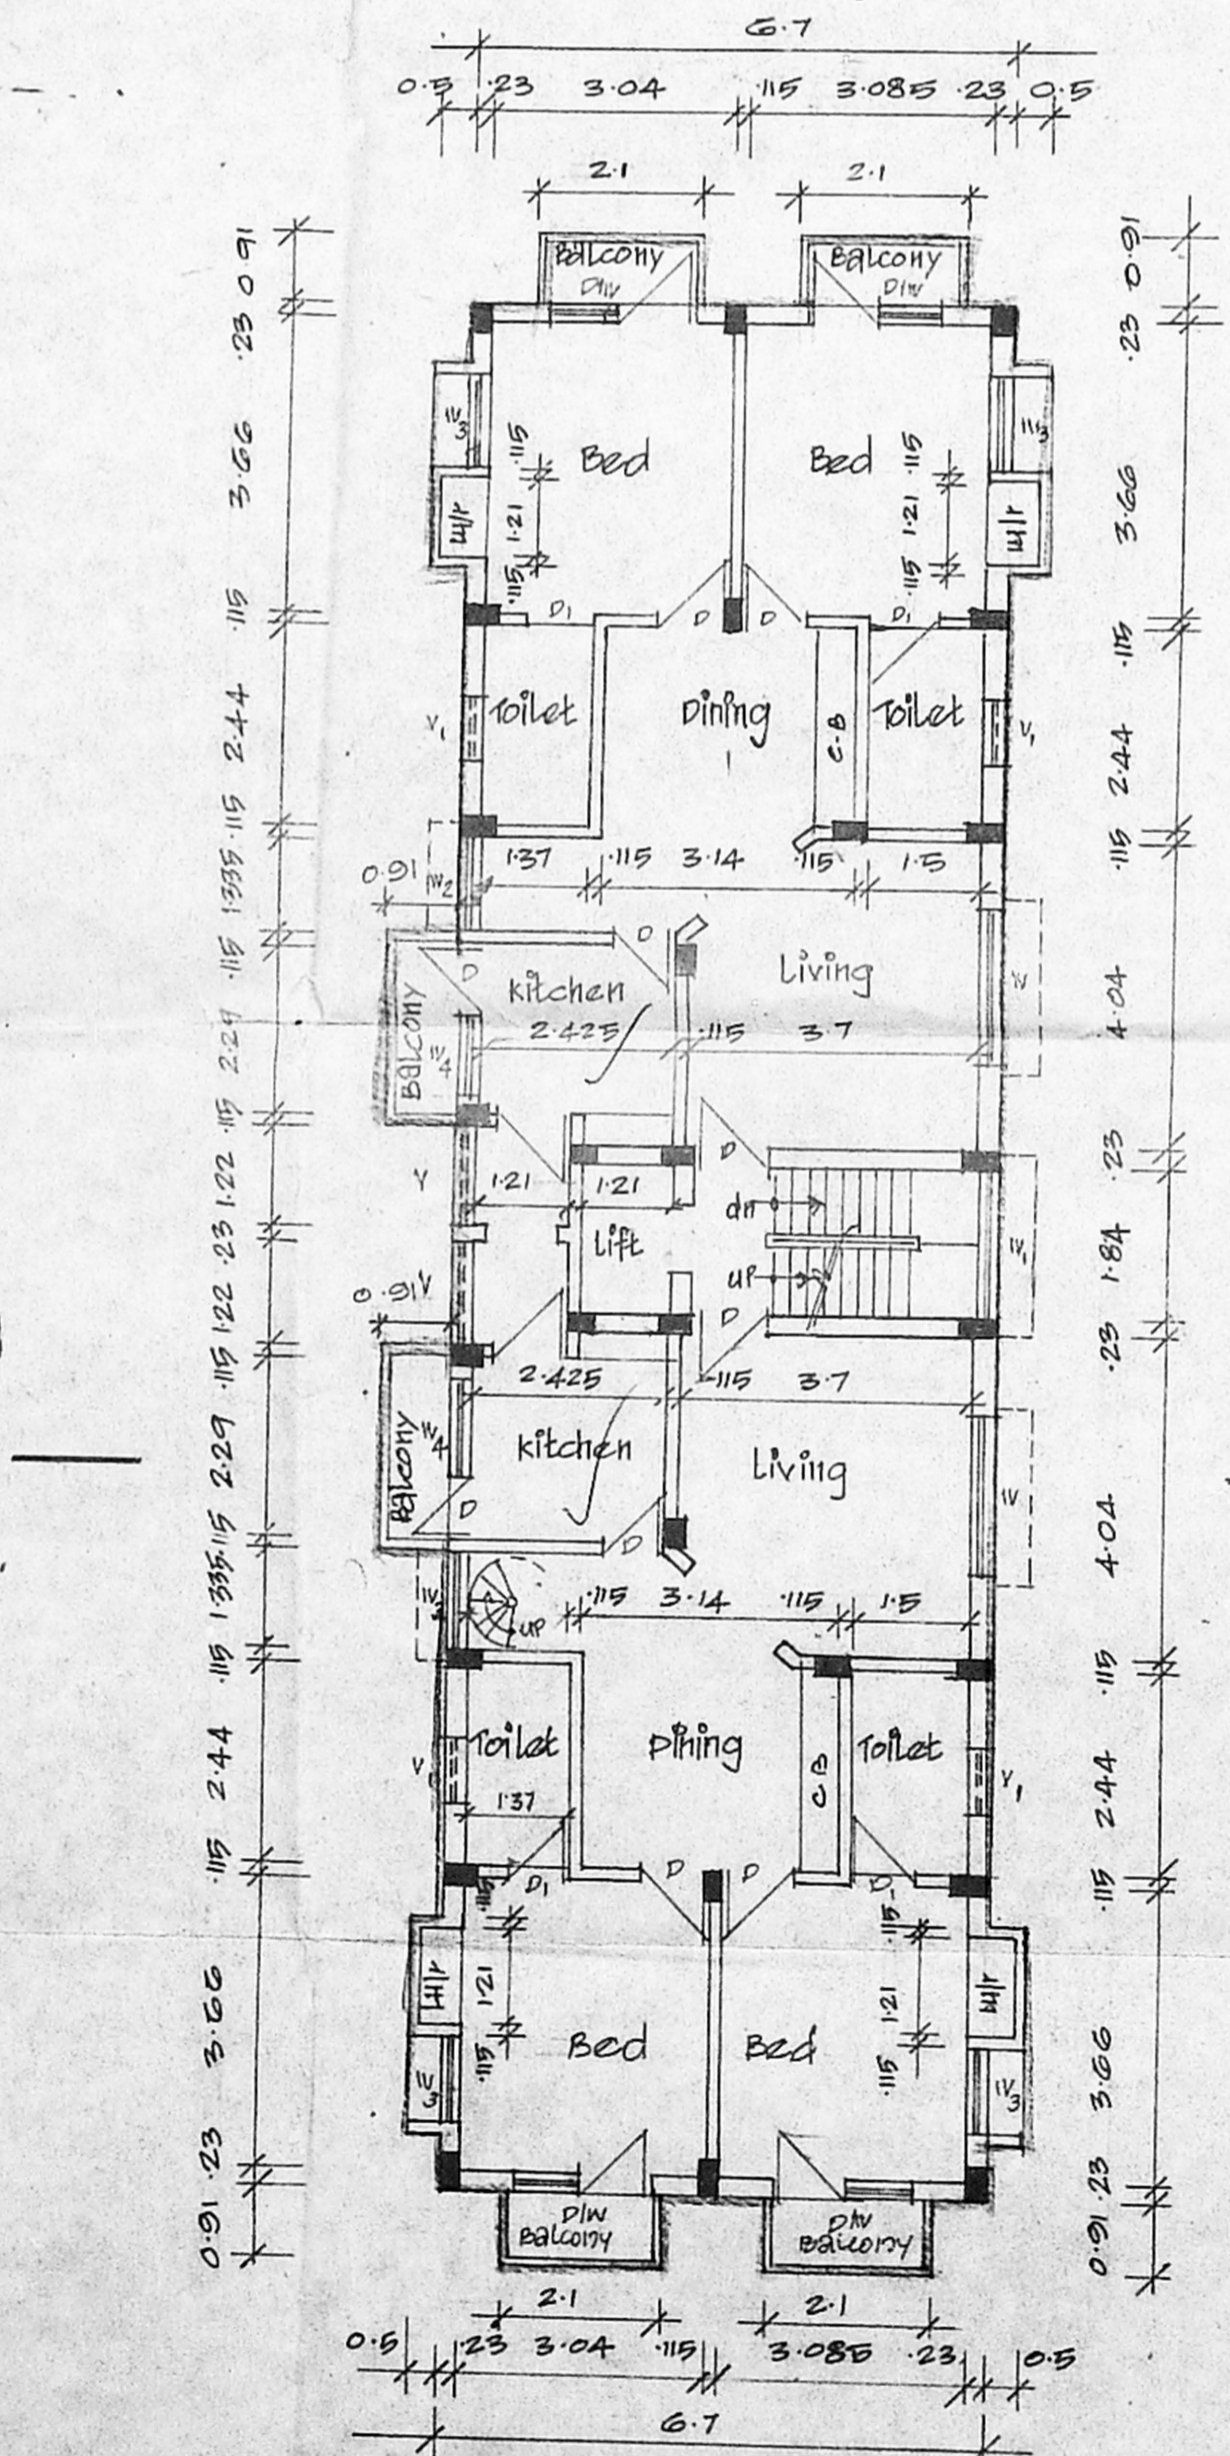 6.7
0.5 .23 3.04 .115 3.085 .23 0.5
2.1 2.1
0.91 Balcony Balcony 0.91
D/W D/W
.23 .23
W3 W3
3.66 .115 Bed Bed .115 3.66
W/r 1.21 1.21 W/r
.115 .115
.115 D1 D D D1 .115
2.44 V1 Toilet Dining C.B Toilet V1 2.44
.115 .115
1.37 .115 3.14 .115 1.5
0.91 W2
1.335
.115 D
D Kitchen Living W 4.04
2.29 Balcony W4 2.425 .115 3.7
.115
D .23
1.22 V 1.21 1.21
dn
.23 Lift W1 1.84
up
1.22 0.91 V D
.115 .23
2.425 .115 3.7
2.29 Balcony W4 Kitchen Living
W
D
.115 D 4.04
1.335 .115 3.14 .115 1.5
up
.115 .115
2.44 V Toilet Dining C B Toilet V1 2.44
1.37
.115 D1 D D D .115
.115 .115
W/r 1.21 1.21 W/r
3.66 Bed Bed 3.66
.115 W3 .115 W3
.23 .23
0.91 D/W D/W 0.91
Balcony Balcony
2.1 2.1
0.5 .23 3.04 .115 3.085 .23 0.5
6.7